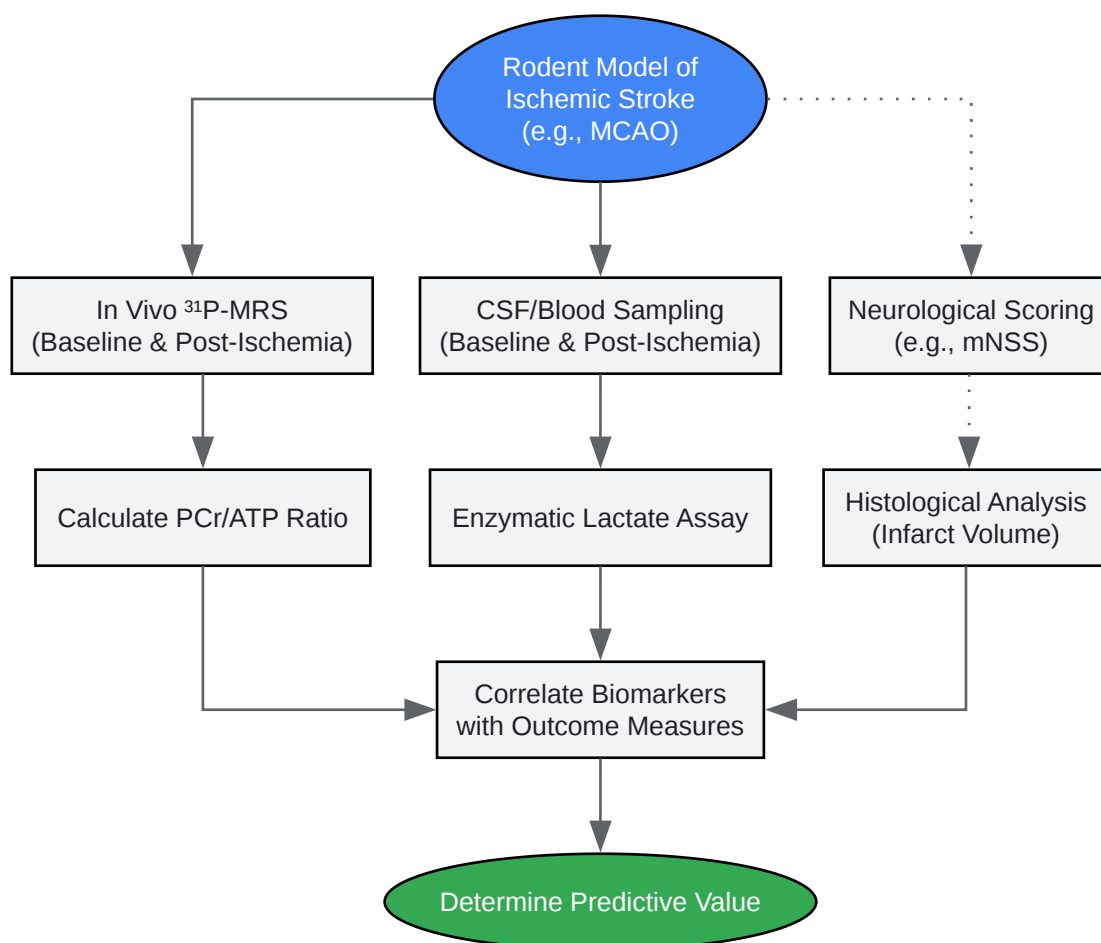 Rodent Model of
Ischemic Stroke
(e.g., MCAO)
In Vivo ³¹P-MRS
(Baseline & Post-Ischemia)
CSF/Blood Sampling
(Baseline & Post-Ischemia)
Neurological Scoring
(e.g., mNSS)
Calculate PCr/ATP Ratio
Enzymatic Lactate Assay
Histological Analysis
(Infarct Volume)
Correlate Biomarkers
with Outcome Measures
Determine Predictive Value